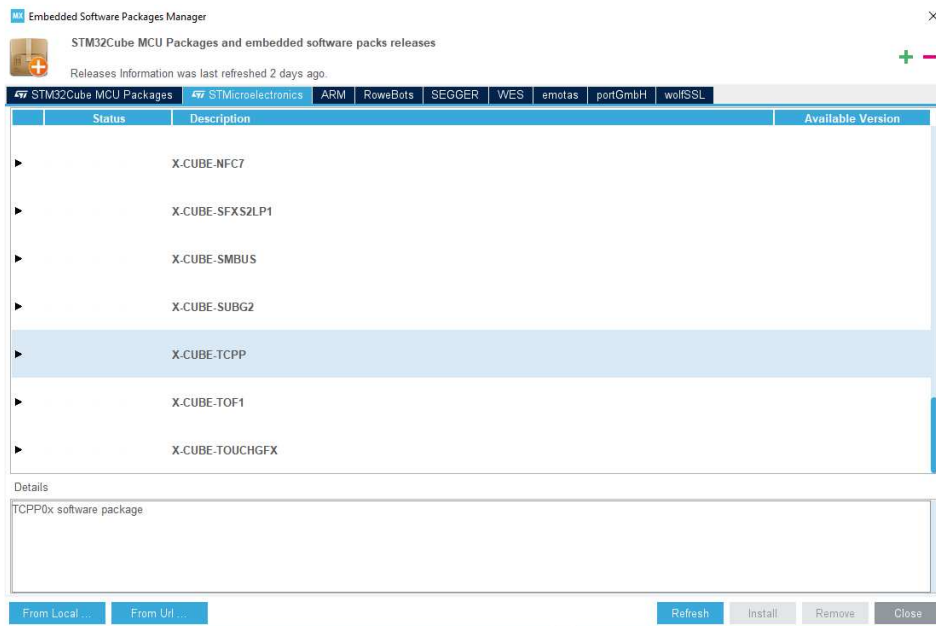 MX Embedded Software Packages Manager
STM32Cube MCU Packages and embedded software packs releases
Releases Information was last refreshed 2 days ago.
STM32Cube MCU Packages STMicroelectronics ARM RoweBots SEGGER WES emotas portGmbH wolfSSL
Status Description Available Version
X-CUBE-NFC7
X-CUBE-SFXS2LP1
X-CUBE-SMBUS
X-CUBE-SUBG2
X-CUBE-TCPP
X-CUBE-TOF1
X-CUBE-TOUCHGFX
Details
TCPP0x software package
From Local ... From Url ... Refresh Install Remove Close